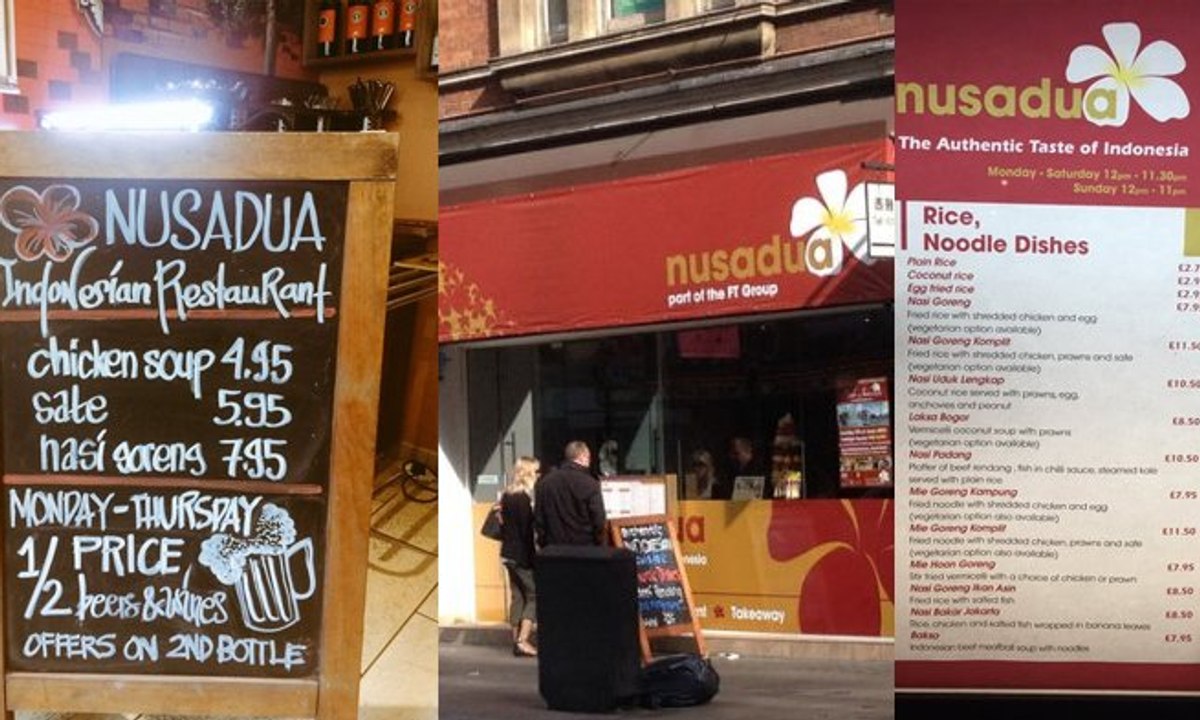 NUSADUA
IndoNesian RestauRant
chicken soup 4.95
sate 5.95
nasi goreng 7.95
MONDAY-THURSDAY
1/2 PRICE
beers & wines
OFFERS ON 2ND BOTTLE
nusadua
part of the FT Group
Takeaway
nusadua
The Authentic Taste of Indonesia
Monday - Saturday 12pm - 11.30pm
Sunday 12pm - 11pm
Rice,
Noodle Dishes
Plain Rice £2.7
Coconut rice £2.9
Egg fried rice £2.9
Nasi Goreng £7.95
Fried rice with shredded chicken and egg
(vegetarian option available)
Nasi Goreng Komplit £11.50
Fried rice with shredded chicken, prawns and sate
(vegetarian option available)
Nasi Uduk Lengkap £10.50
Coconut rice served with prawns, egg,
anchovies and peanut
Laksa Bogor £8.50
Vermicelli coconut soup with prawns
(vegetarian option available)
Nasi Padang £10.50
Platter of beef rendang, fish in chilli sauce, steamed kale
served with plain rice
Mie Goreng Kampung £7.95
Fried noodle with shredded chicken and egg
(vegetarian option also available)
Mie Goreng Komplit £11.50
Fried noodle with shredded chicken, prawns and sate
(vegetarian option also available)
Mie Hoon Goreng £7.95
Stir fried vermicelli with a choice of chicken or prawn
Nasi Goreng Ikan Asin £8.50
Fried rice with salted fish
Nasi Bakar Jakarta £8.50
Rice, chicken and salted fish wrapped in banana leaves
Bakso £7.95
Indonesian beef meatball soup with noodles